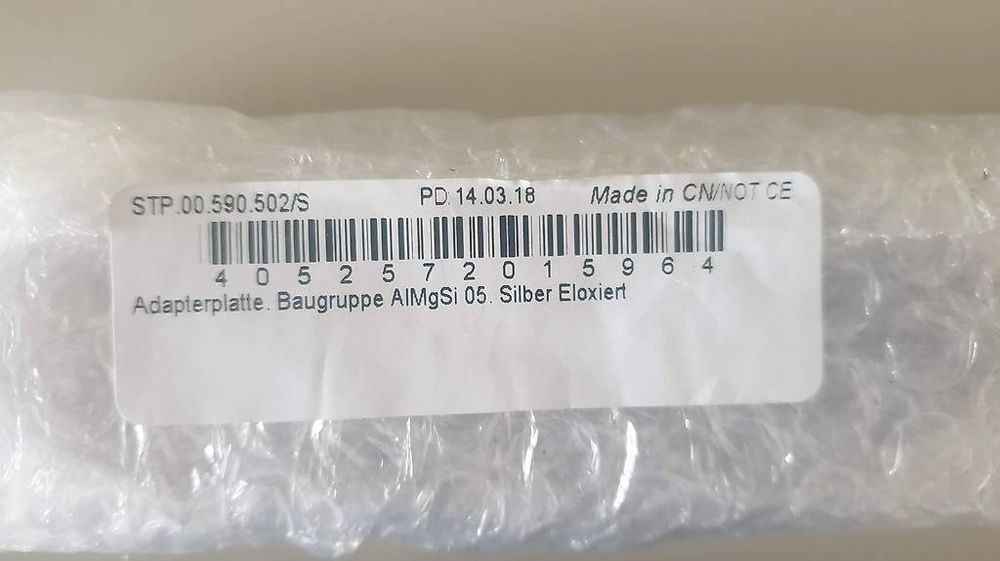 STP.00.590.502/S PD: 14.03.18 Made in CN/NOT CE
4 0 5 2 5 7 2 0 1 5 9 6 4
Adapterplatte. Baugruppe AlMgSi 05. Silber Eloxiert